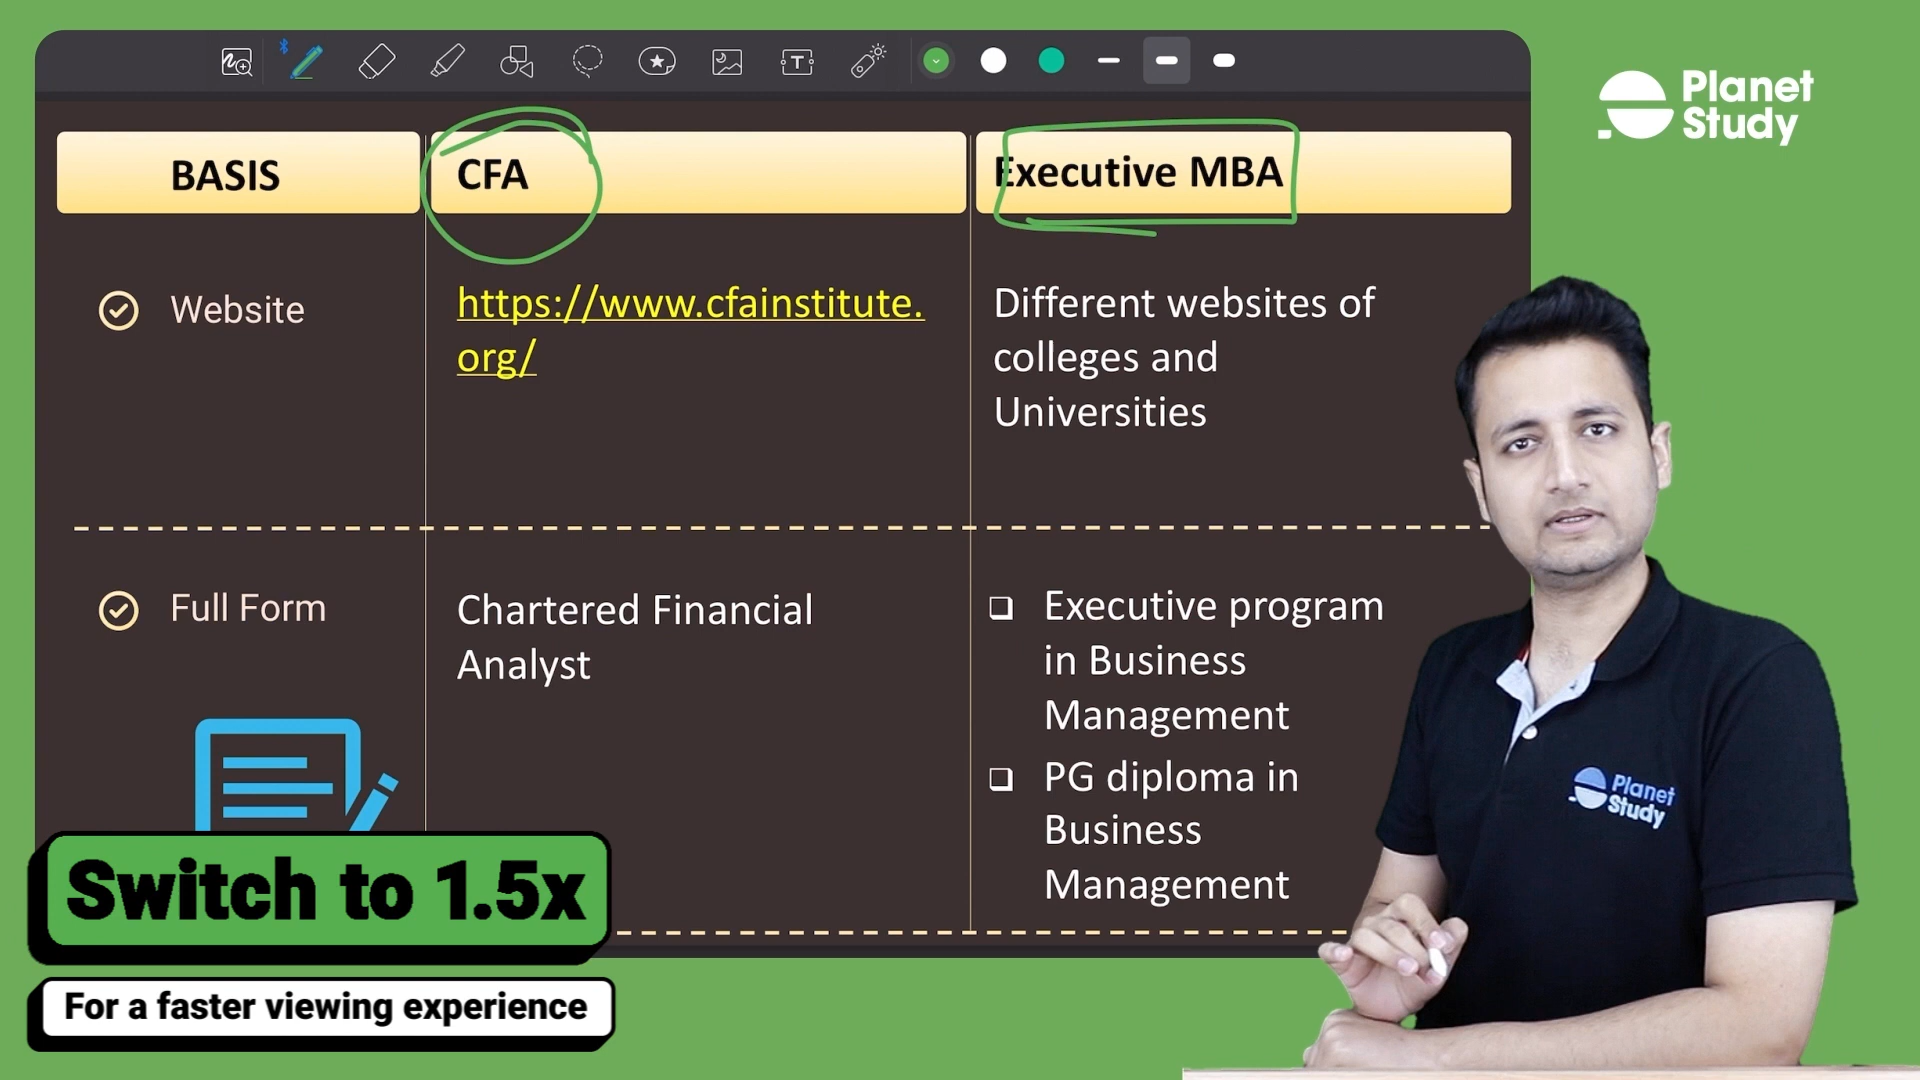 Planet
Study
BASIS
CFA
Executive MBA
Website
https://www.cfainstitute.
org/
Different websites of
colleges and
Universities
Full Form
Chartered Financial
Analyst
❑ Executive program
in Business
Management
❑ PG diploma in
Business
Management
Planet
Study
Switch to 1.5x
For a faster viewing experience